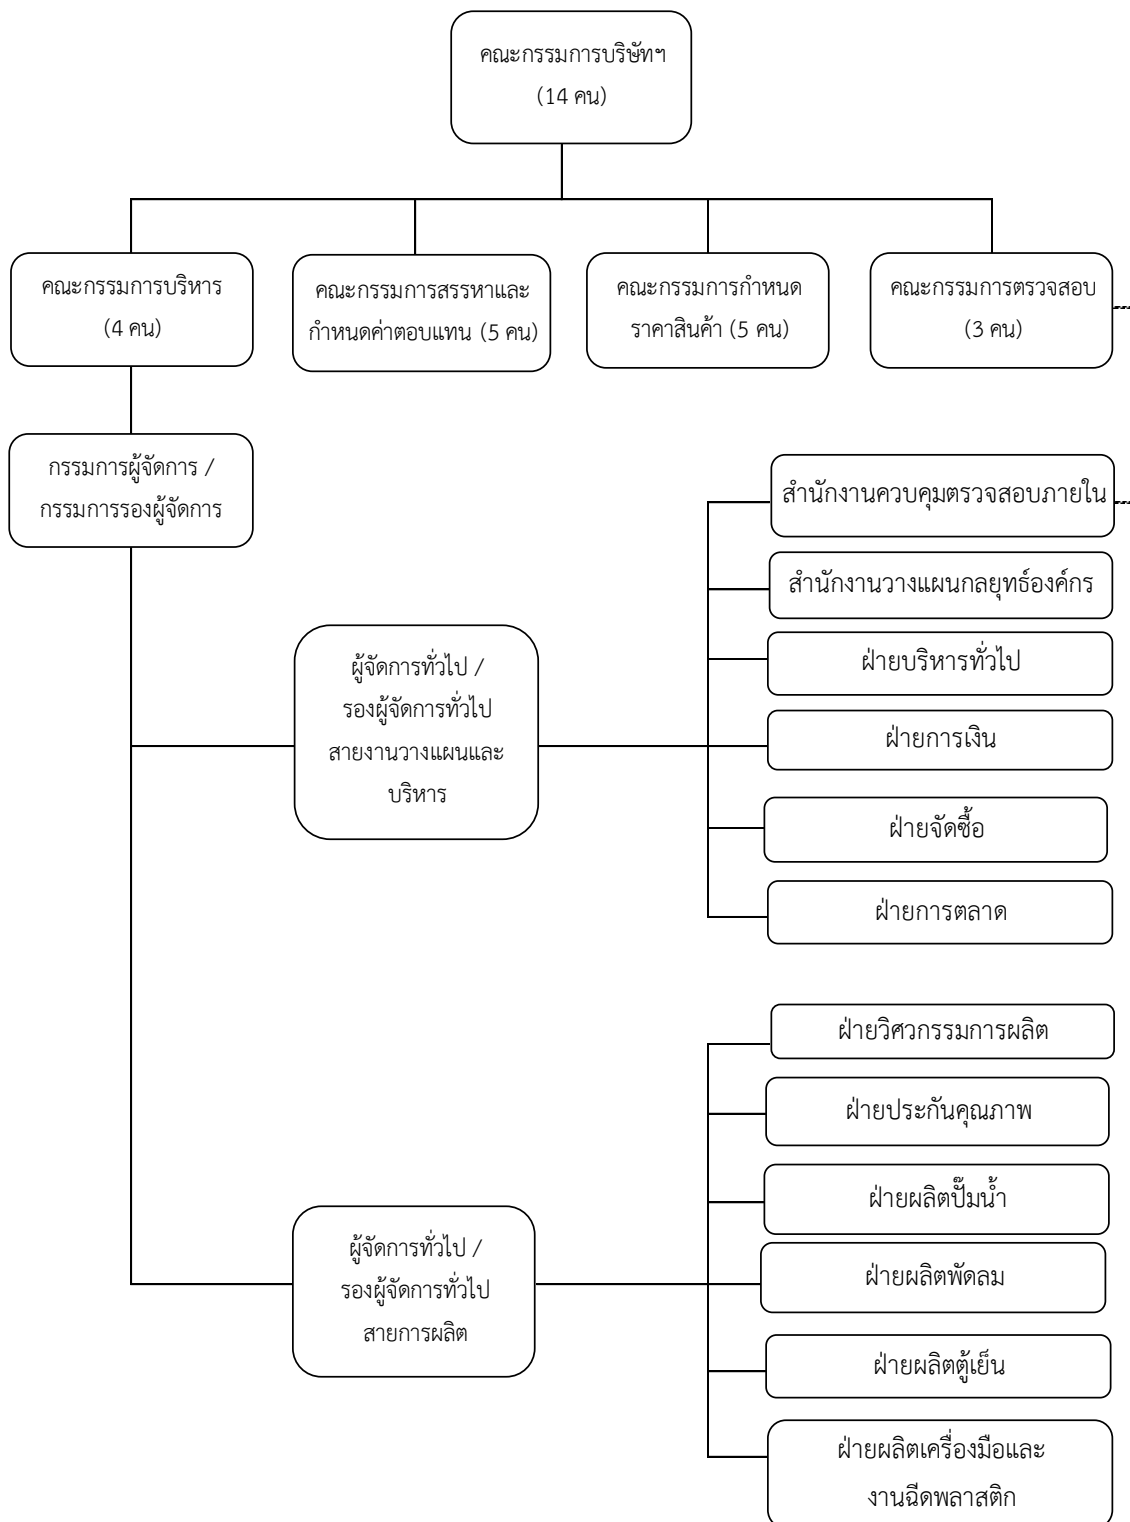 คณะกรรมการบริษัทฯ
(14 คน)
คณะกรรมการบริหาร
(4 คน)
คณะกรรมการสรรหาและ
กำหนดค่าตอบแทน (5 คน)
คณะกรรมการกำหนด
ราคาสินค้า (5 คน)
คณะกรรมการตรวจสอบ
(3 คน)
กรรมการผู้จัดการ /
กรรมการรองผู้จัดการ
ผู้จัดการทั่วไป /
รองผู้จัดการทั่วไป
สายงานวางแผนและ
บริหาร
สำนักงานควบคุมตรวจสอบภายใน
สำนักงานวางแผนกลยุทธ์องค์กร
ฝ่ายบริหารทั่วไป
ฝ่ายการเงิน
ฝ่ายจัดซื้อ
ฝ่ายการตลาด
ผู้จัดการทั่วไป /
รองผู้จัดการทั่วไป
สายการผลิต
ฝ่ายวิศวกรรมการผลิต
ฝ่ายประกันคุณภาพ
ฝ่ายผลิตปั๊มน้ำ
ฝ่ายผลิตพัดลม
ฝ่ายผลิตตู้เย็น
ฝ่ายผลิตเครื่องมือและ
งานฉีดพลาสติก